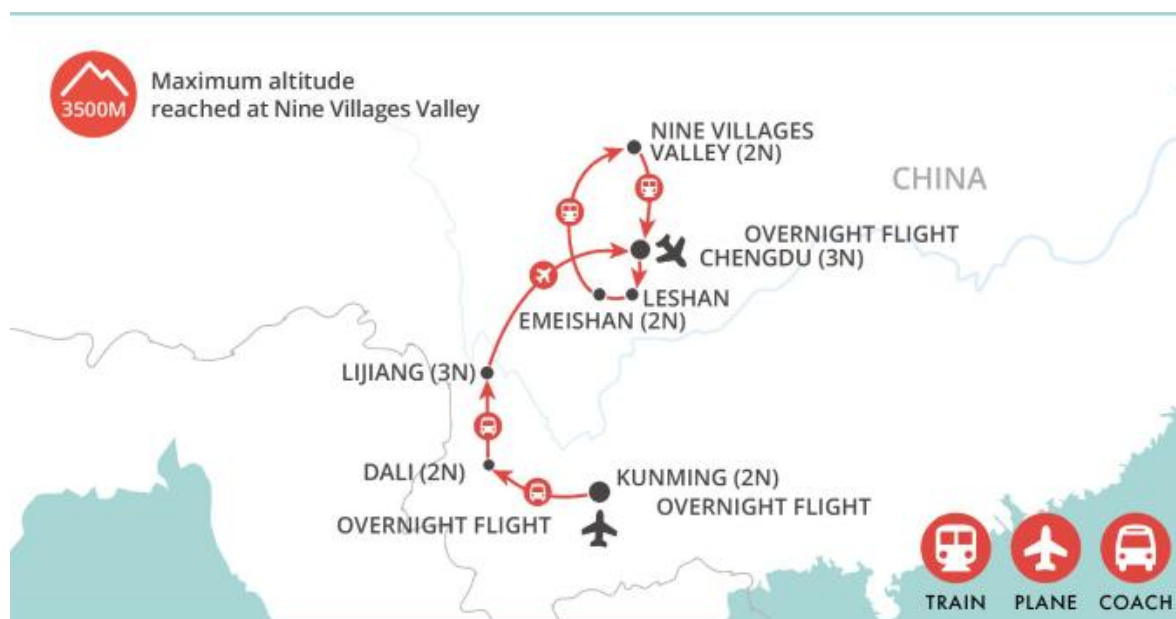 Maximum altitude
3500M
reached at Nine Villages Valley
NINE VILLAGES
VALLEY (2N)
CHINA
OVERNIGHT FLIGHT
CHENGDU (3N)
LESHAN
EMEISHAN (2N)
LIJIANG (3N)
DALI (2N)
KUNMING (2N)
OVERNIGHT FLIGHT
OVERNIGHT FLIGHT
TRAIN
PLANE
COACH